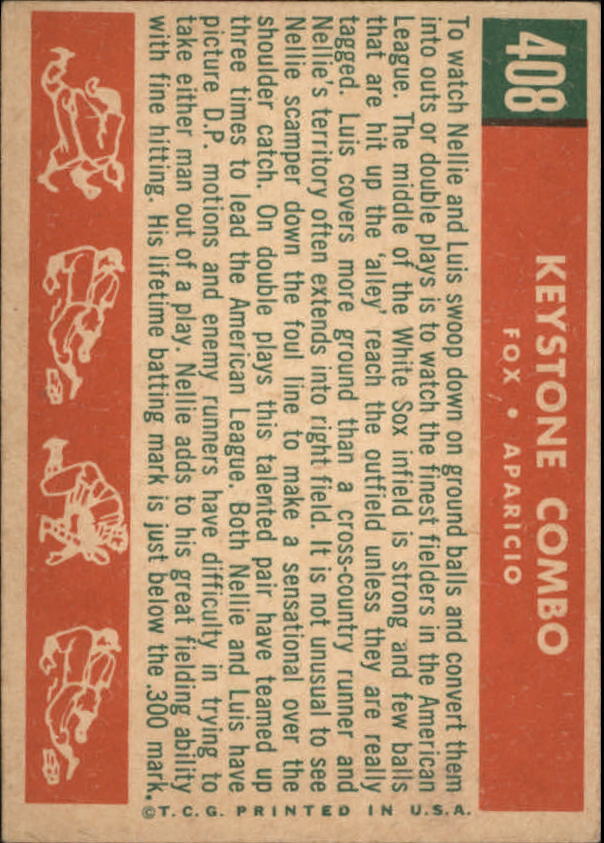 408
KEYSTONE COMBO
FOX • APARICIO
To watch Nellie and Luis swoop down on ground balls and convert them
into outs or double plays is to watch the finest fielders in the American
League. The middle of the White Sox infield is strong and few balls
that are hit up the 'alley' reach the outfield unless they are really
tagged. Luis covers more ground than a cross-country runner and
Nellie's territory often extends into right field. It is not unusual to see
Nellie scamper down the foul line to make a sensational over the
shoulder catch. On double plays this talented pair have teamed up
three times to lead the American League. Both Nellie and Luis have
picture D.P. motions and enemy runners have difficulty in trying to
take either man out of a play. Nellie adds to his great fielding ability
with fine hitting. His lifetime batting mark is just below the .300 mark.
©T.C.G. PRINTED IN U.S.A.